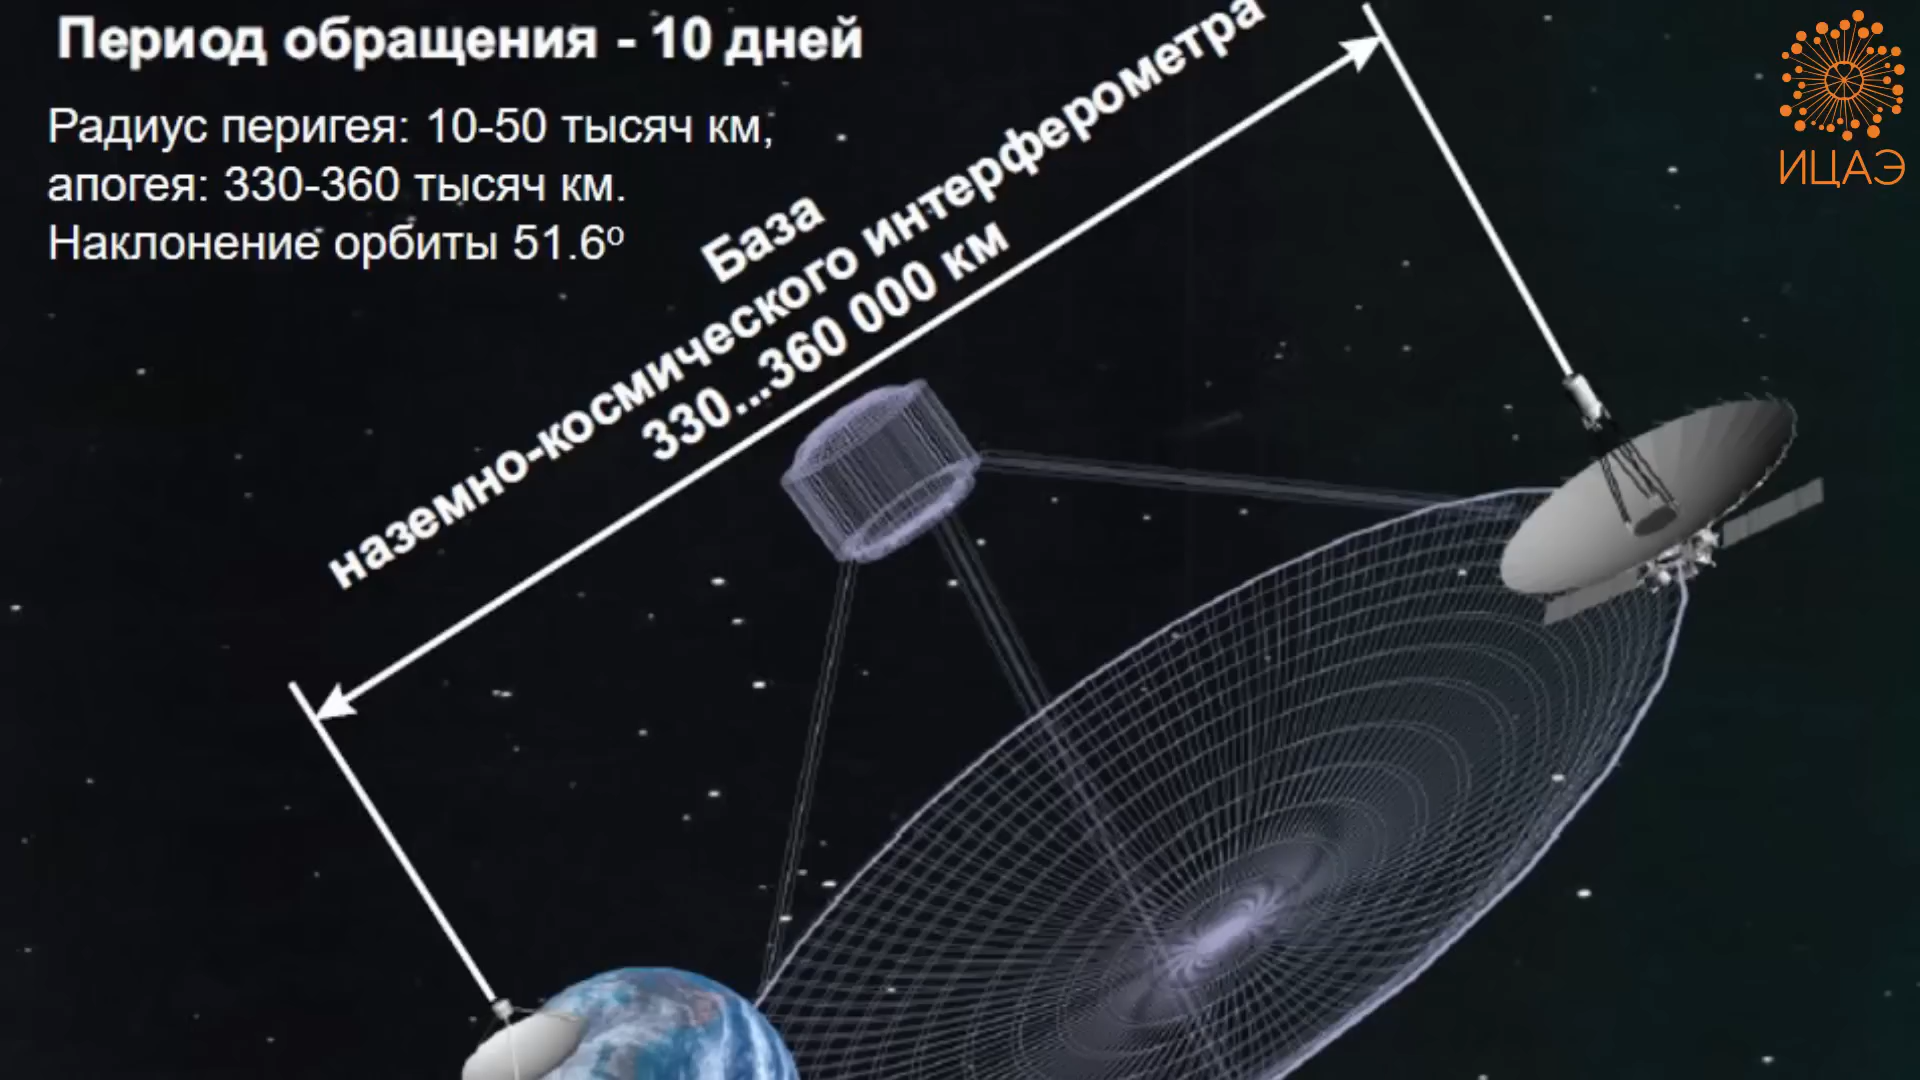 Период обращения - 10 дней
Радиус перигея: 10-50 тысяч км,
апогея: 330-360 тысяч км.
Наклонение орбиты 51.6º
База
наземно-космического интерферометра
330...360 000 км
ИЦАЭ